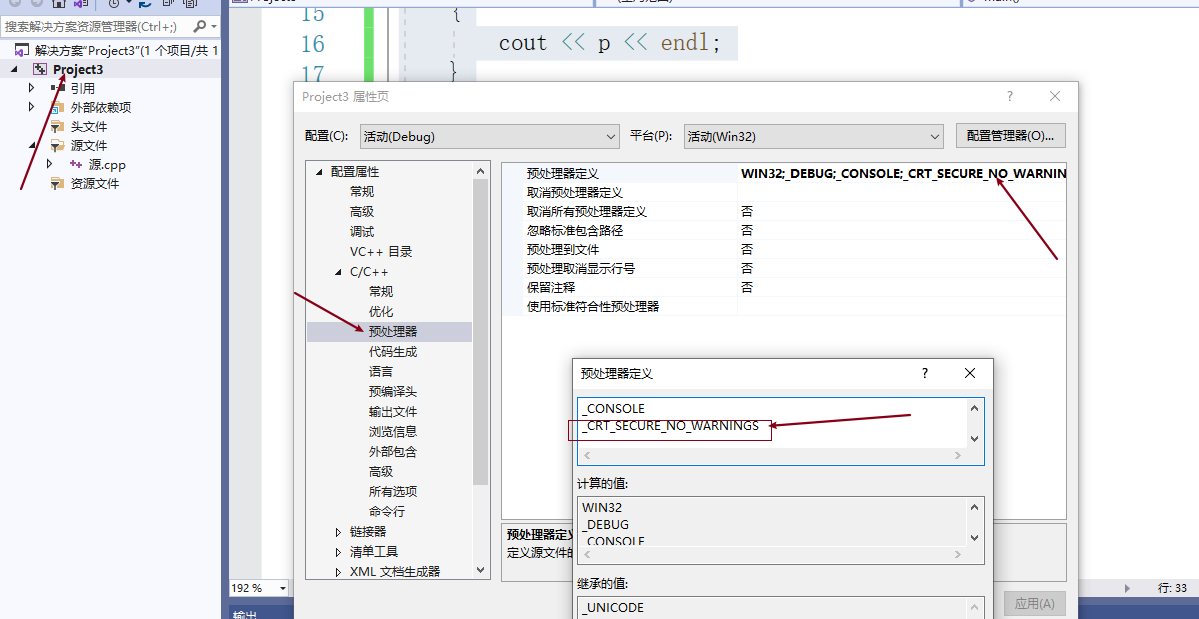 搜索解决方案资源管理器(Ctrl+;)
解决方案"Project3"(1 个项目/共 1
Project3
引用
外部依赖项
头文件
源文件
源.cpp
资源文件
15
{
16
cout << p << endl;
17
}
Project3 属性页
?
配置(C):
活动(Debug)
平台(P):
活动(Win32)
配置管理器(O)...
配置属性
常规
高级
调试
VC++ 目录
C/C++
常规
优化
预处理器
代码生成
语言
预编译头
输出文件
浏览信息
外部包含
高级
所有选项
命令行
链接器
清单工具
XML 文档生成器
预处理器定义
WIN32;_DEBUG;_CONSOLE;_CRT_SECURE_NO_WARNIN
取消预处理器定义
取消所有预处理器定义
否
忽略标准包含路径
否
预处理到文件
否
预处理取消显示行号
否
保留注释
否
使用标准符合性预处理器
预处理器定义
?
_CONSOLE
_CRT_SECURE_NO_WARNINGS
计算的值:
WIN32
_DEBUG
_CONSOLE
继承的值:
_UNICODE
预处理器定义
定义源文件的
应用(A)
192 %
行: 33
输出